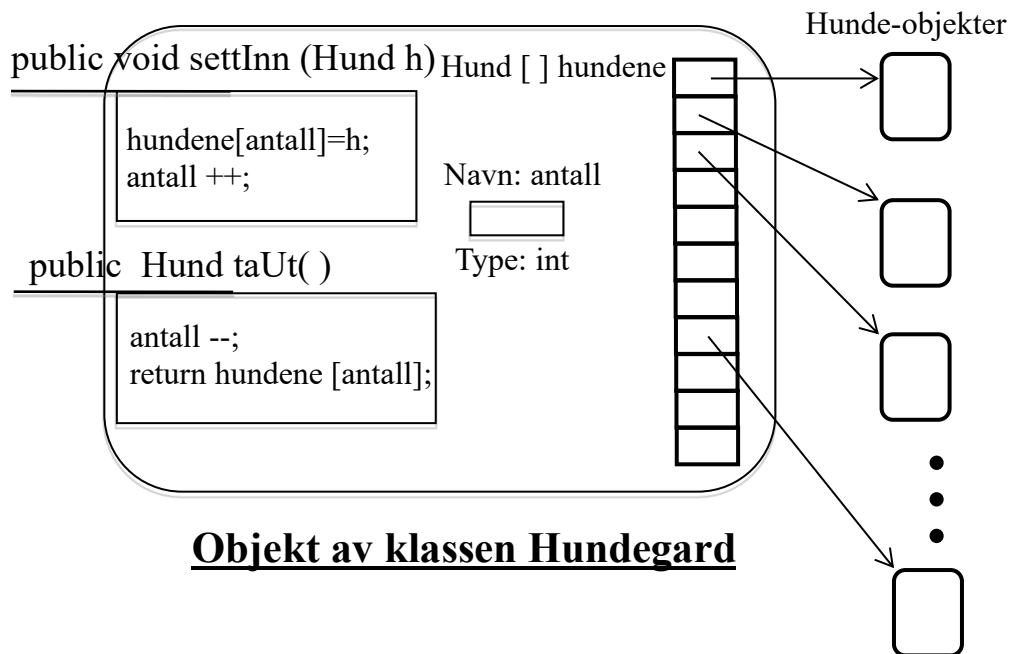 Hunde-objekter
public void settInn (Hund h)
Hund [ ] hundene
hundene[antall]=h;
antall ++;
Navn: antall
Type: int
public  Hund taUt( )
antall --;
return hundene [antall];
Objekt av klassen Hundegard